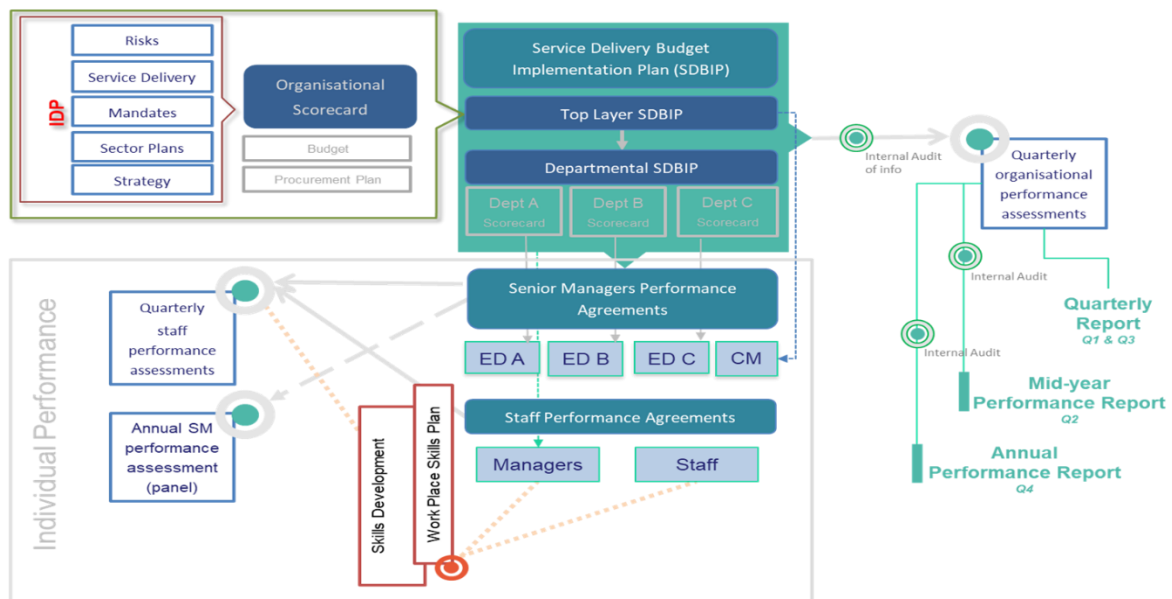 IDP
Risks
Service Delivery
Mandates
Sector Plans
Strategy
Organisational
Scorecard
Budget
Procurement Plan
Service Delivery Budget
Implementation Plan (SDBIP)
Top Layer SDBIP
Departmental SDBIP
Dept A
Scorecard
Dept B
Scorecard
Dept C
Scorecard
Internal Audit
of info
Quarterly
organisational
performance
assessments
Internal Audit
Internal Audit
Quarterly
Report
Q1 & Q3
Mid-year
Performance Report
Q2
Annual
Performance Report
Q4
Individual Performance
Quarterly
staff
performance
assessments
Annual SM
performance
assessment
(panel)
Senior Managers Performance
Agreements
ED A
ED B
ED C
CM
Staff Performance Agreements
Managers
Staff
Skills Development
Work Place Skills Plan